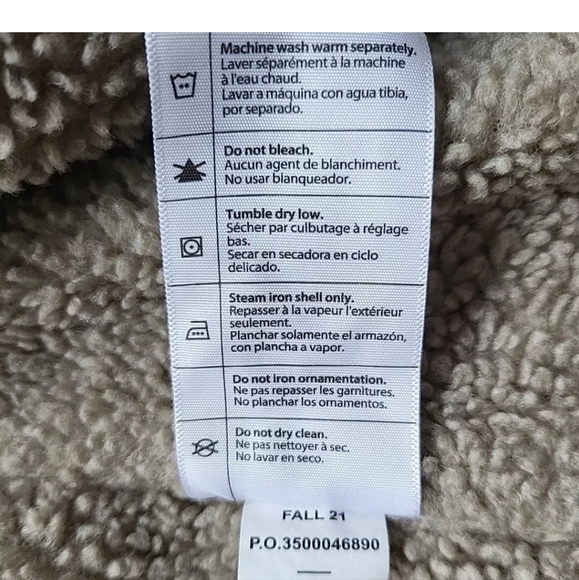 Machine wash warm separately.
Laver séparément à la machine
à l'eau chaud.
Lavar a máquina con agua tibia,
por separado.
Do not bleach.
Aucun agent de blanchiment.
No usar blanqueador.
Tumble dry low.
Sécher par culbutage à réglage
bas.
Secar en secadora en ciclo
delicado.
Steam iron shell only.
Repasser à la vapeur l'extérieur
seulement.
Planchar solamente el armazón,
con plancha a vapor.
Do not iron ornamentation.
Ne pas repasser les garnitures.
No planchar los ornamentos.
Do not dry clean.
Ne pas nettoyer à sec.
No lavar en seco.
FALL 21
P.O.3500046890